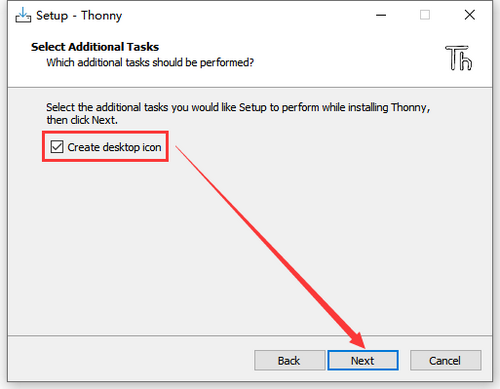 Setup - Thonny
Select Additional Tasks
Which additional tasks should be performed?
Th
Select the additional tasks you would like Setup to perform while installing Thonny,
then click Next.
Create desktop icon
Back
Next
Cancel